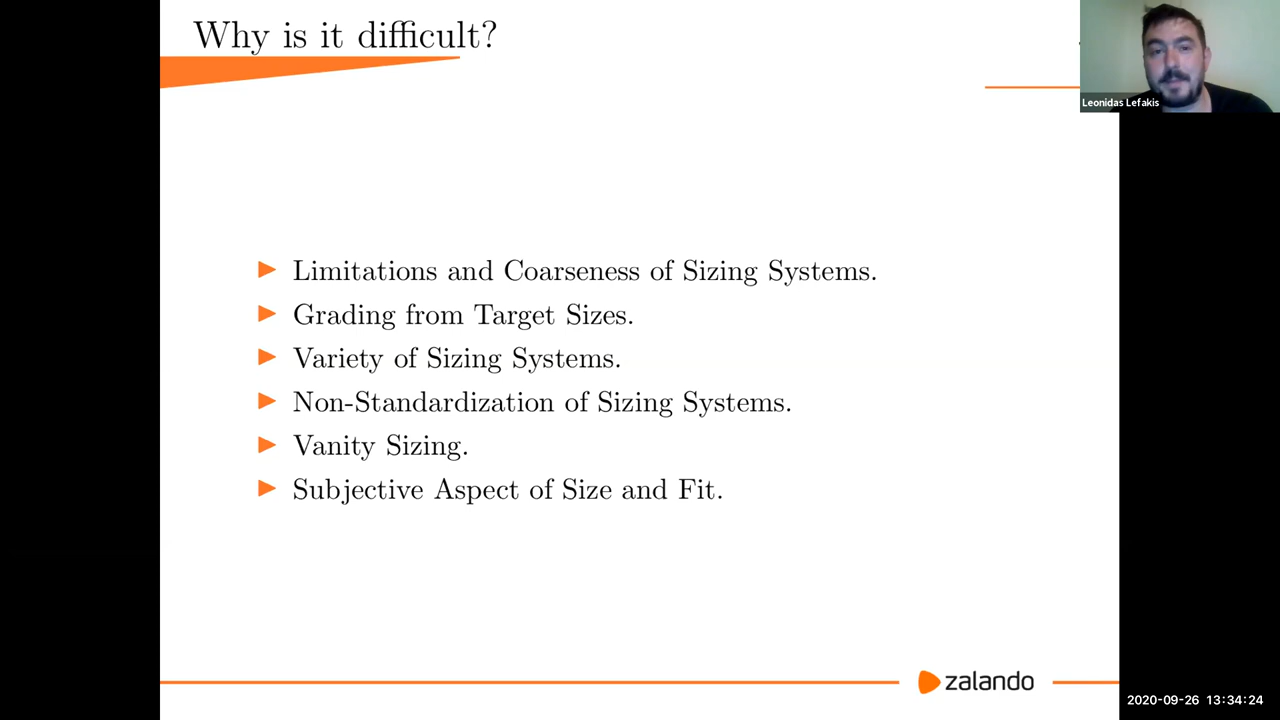 Why is it difficult?
Leonidas Lefakis
Limitations and Coarseness of Sizing Systems.
Grading from Target Sizes.
Variety of Sizing Systems.
Non-Standardization of Sizing Systems.
Vanity Sizing.
Subjective Aspect of Size and Fit.
zalando
2020-09-26 13:34:24